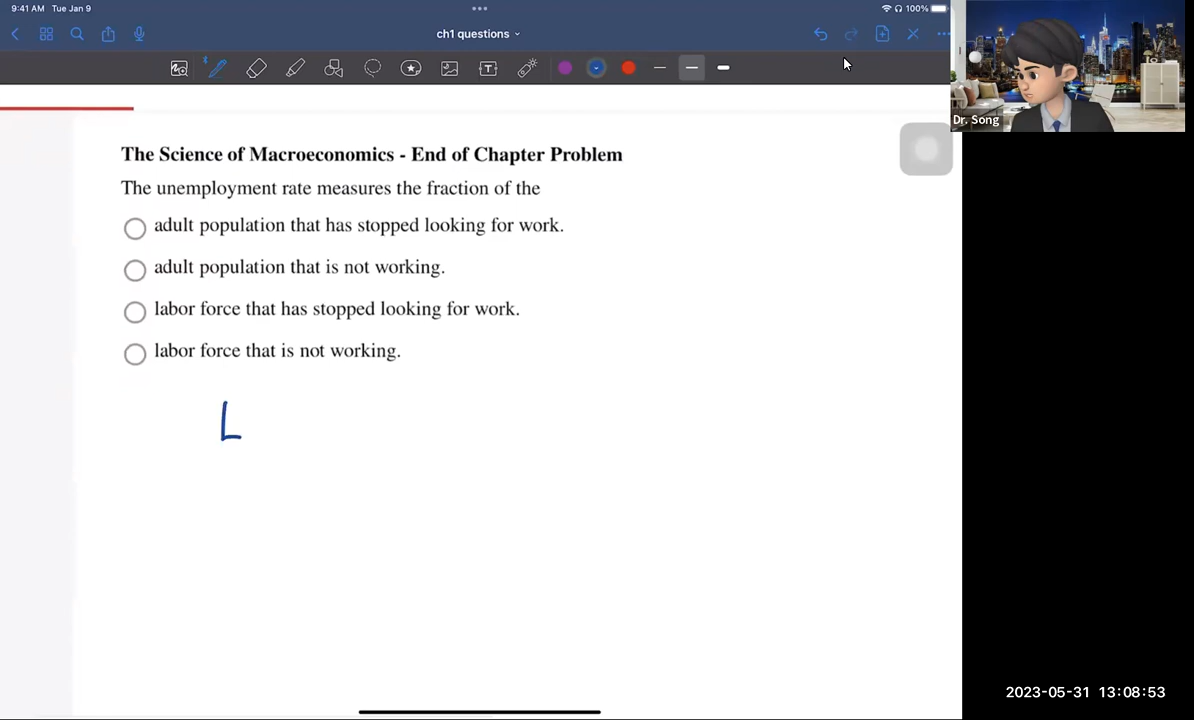 9:41 AM Tue Jan 9
100%
ch1 questions
Dr. Song
The Science of Macroeconomics - End of Chapter Problem
The unemployment rate measures the fraction of the
adult population that has stopped looking for work.
adult population that is not working.
labor force that has stopped looking for work.
labor force that is not working.
L
2023-05-31 13:08:53